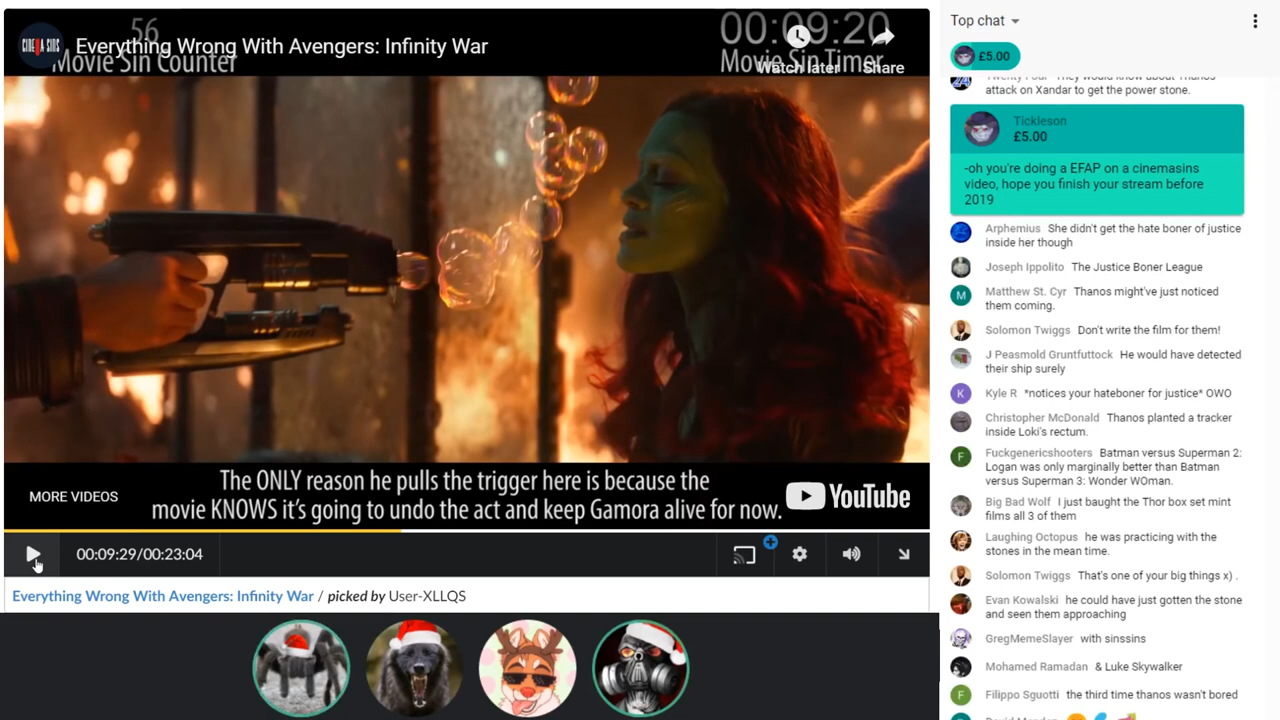 56
Movie Sin Counter
Everything Wrong With Avengers: Infinity War
CINEMA SINS
00:09:20
Movie Sin Timer
Watch later
Share
MORE VIDEOS
The ONLY reason he pulls the trigger here is because the
movie KNOWS it's going to undo the act and keep Gamora alive for now.
YouTube
00:09:29/00:23:04
Everything Wrong With Avengers: Infinity War / picked by User-XLLQS
Top chat
£5.00
Twenty Four They would know about Thanos
attack on Xandar to get the power stone.
Tickleson
£5.00
-oh you're doing a EFAP on a cinemasins
video, hope you finish your stream before
2019
Arphemius She didn't get the hate boner of justice
inside her though
Joseph Ippolito The Justice Boner League
M Matthew St. Cyr Thanos might've just noticed
them coming.
Solomon Twiggs Don't write the film for them!
J Peasmold Gruntfuttock He would have detected
their ship surely
K Kyle R *notices your hateboner for justice* OWO
Christopher McDonald Thanos planted a tracker
inside Loki's rectum.
F Fuckgenericshooters Batman versus Superman 2:
Logan was only marginally better than Batman
versus Superman 3: Wonder WOman.
Big Bad Wolf I just baught the Thor box set mint
films all 3 of them
Laughing Octopus he was practicing with the
stones in the mean time.
Solomon Twiggs That's one of your big things x) .
Evan Kowalski he could have just gotten the stone
and seen them approaching
GregMemeSlayer with sinssins
Mohamed Ramadan & Luke Skywalker
F Filippo Sguotti the third time thanos wasn't bored